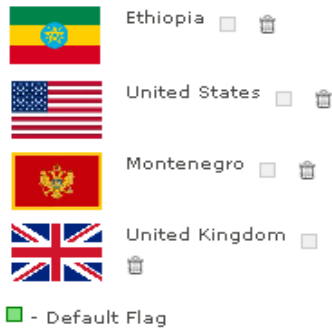 Ethiopia
United States
Montenegro
United Kingdom
- Default Flag